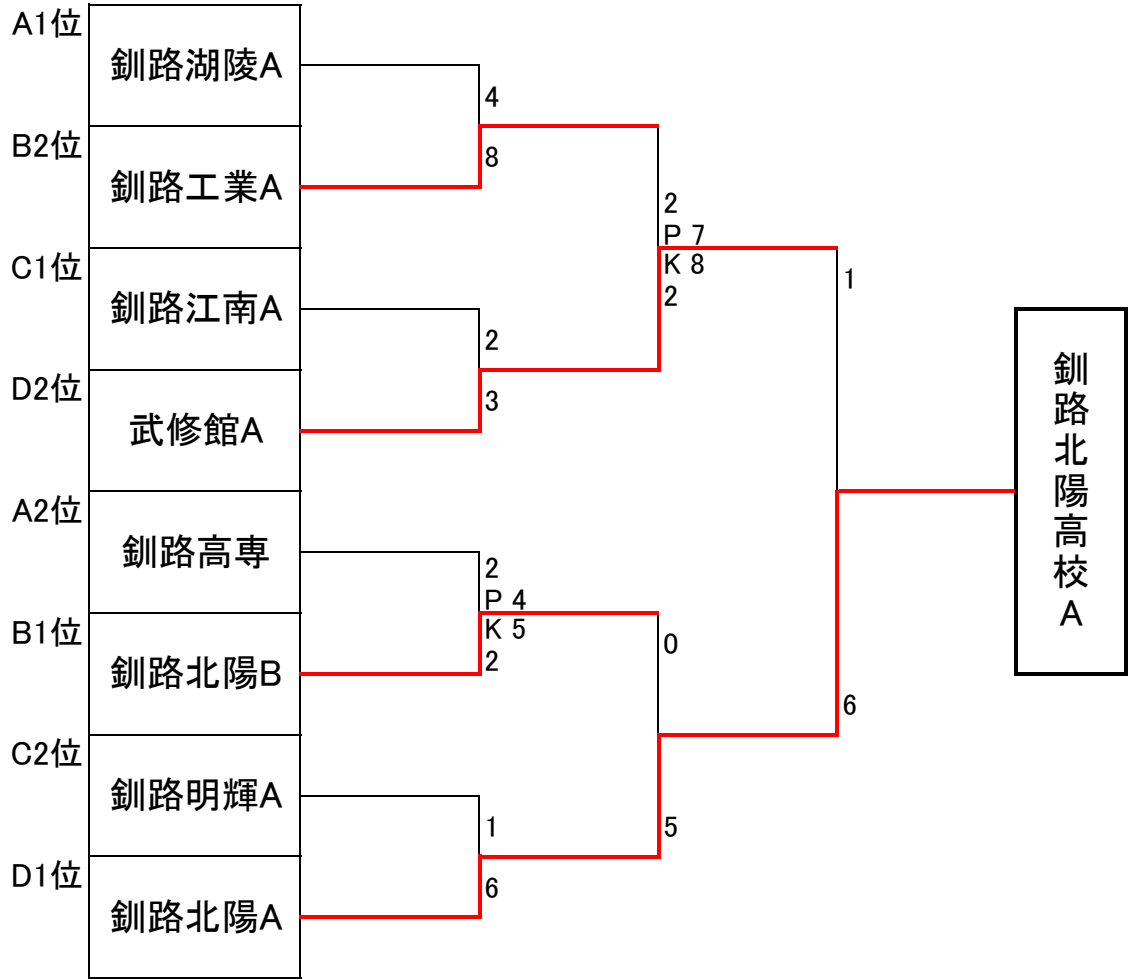 A1位
釧路湖陵A
4
B2位
8
釧路工業A
2
P 7
K 8
2
C1位
釧路江南A
2
1
D2位
3
武修館A
釧路北陽高校A
A2位
釧路高専
2
P 4
K 5
2
B1位
釧路北陽B
0
6
C2位
釧路明輝A
1
5
D1位
6
釧路北陽A